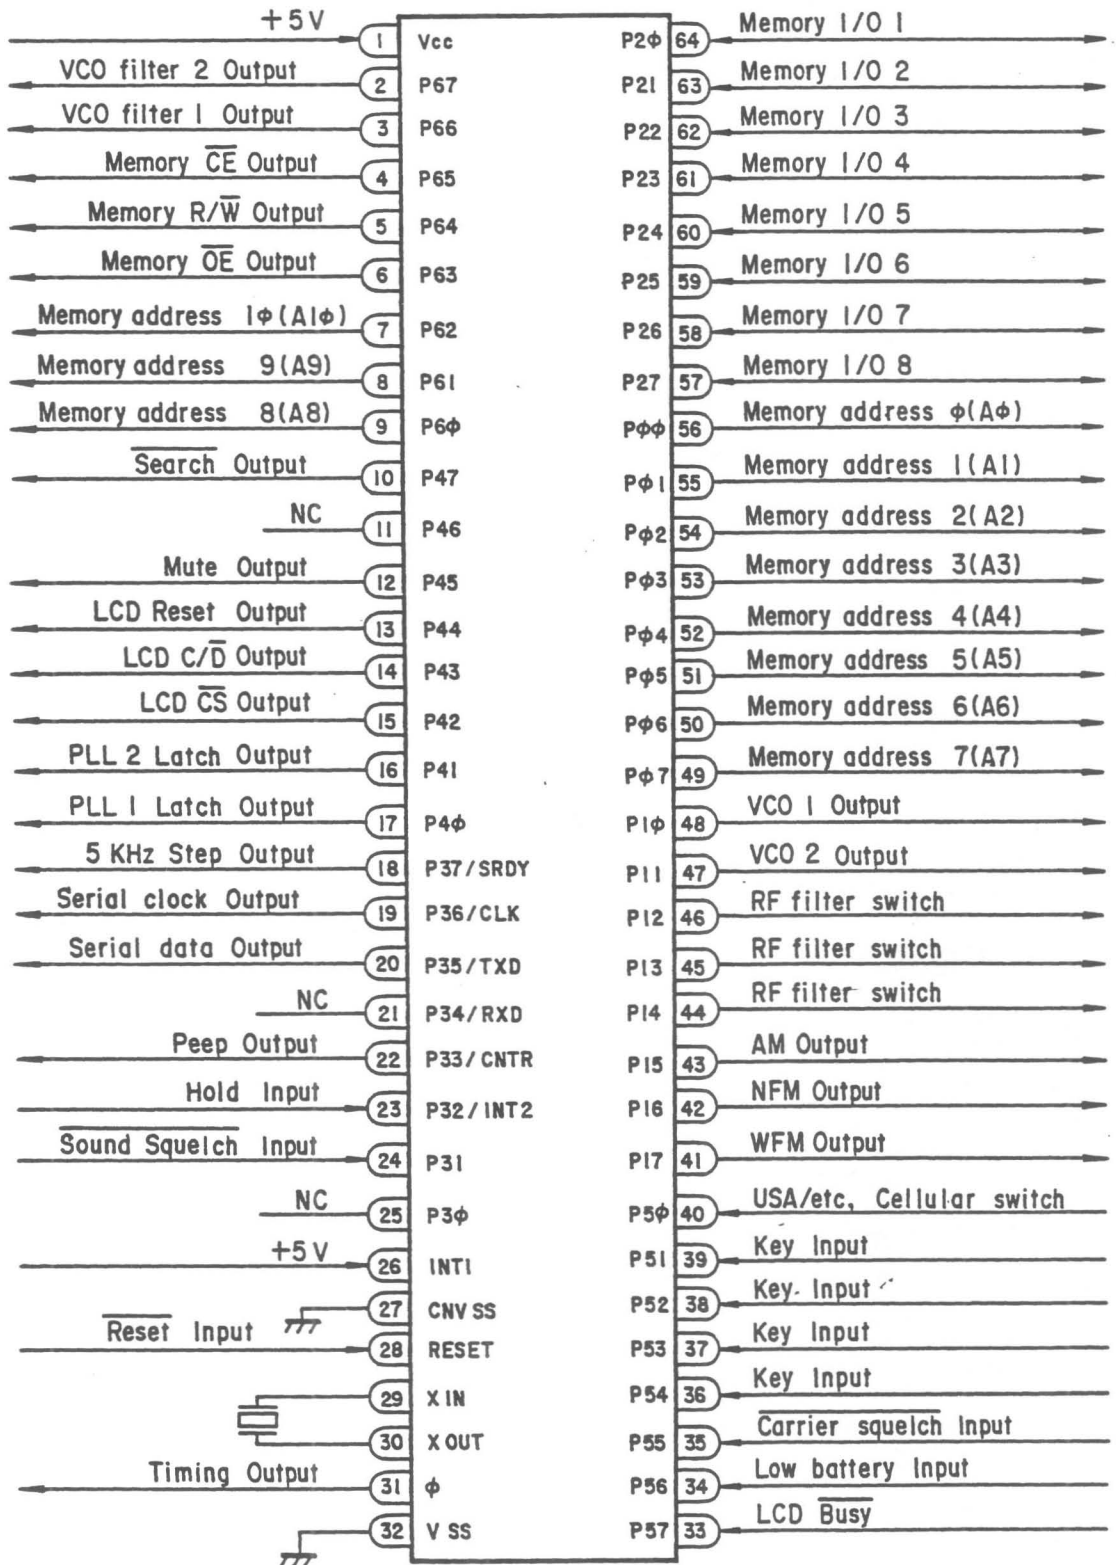 +5V 1 Vcc P2ϕ 64 Memory I/O 1
VCO filter 2 Output 2 P67 P21 63 Memory I/O 2
VCO filter 1 Output 3 P66 P22 62 Memory I/O 3
Memory C̅E̅ Output 4 P65 P23 61 Memory I/O 4
Memory R/W̅ Output 5 P64 P24 60 Memory I/O 5
Memory O̅E̅ Output 6 P63 P25 59 Memory I/O 6
Memory address 1ϕ(A1ϕ) 7 P62 P26 58 Memory I/O 7
Memory address 9(A9) 8 P61 P27 57 Memory I/O 8
Memory address 8(A8) 9 P6ϕ Pϕϕ 56 Memory address ϕ(Aϕ)
S̅e̅a̅r̅c̅h̅ Output 10 P47 Pϕ1 55 Memory address 1(A1)
NC 11 P46 Pϕ2 54 Memory address 2(A2)
Mute Output 12 P45 Pϕ3 53 Memory address 3(A3)
LCD Reset Output 13 P44 Pϕ4 52 Memory address 4(A4)
LCD C/D̅ Output 14 P43 Pϕ5 51 Memory address 5(A5)
LCD C̅S̅ Output 15 P42 Pϕ6 50 Memory address 6(A6)
PLL 2 Latch Output 16 P41 Pϕ7 49 Memory address 7(A7)
PLL 1 Latch Output 17 P4ϕ P1ϕ 48 VCO 1 Output
5 KHz Step Output 18 P37/SRDY P11 47 VCO 2 Output
Serial clock Output 19 P36/CLK P12 46 RF filter switch
Serial data Output 20 P35/TXD P13 45 RF filter switch
NC 21 P34/RXD P14 44 RF filter switch
Peep Output 22 P33/CNTR P15 43 AM Output
Hold Input 23 P32/INT2 P16 42 NFM Output
S̅o̅u̅n̅d̅ ̅S̅q̅u̅e̅l̅c̅h̅ Input 24 P31 P17 41 WFM Output
NC 25 P3ϕ P5ϕ 40 USA/etc, Cellular switch
+5V 26 INT1 P51 39 Key Input
27 CNVSS P52 38 Key Input
R̅e̅s̅e̅t̅ Input 28 RESET P53 37 Key Input
29 XIN P54 36 Key Input
30 XOUT P55 35 C̅a̅r̅r̅i̅e̅r̅ ̅s̅q̅u̅e̅l̅c̅h̅ Input
Timing Output 31 ϕ P56 34 Low battery Input
32 VSS P57 33 LCD B̅u̅s̅y̅